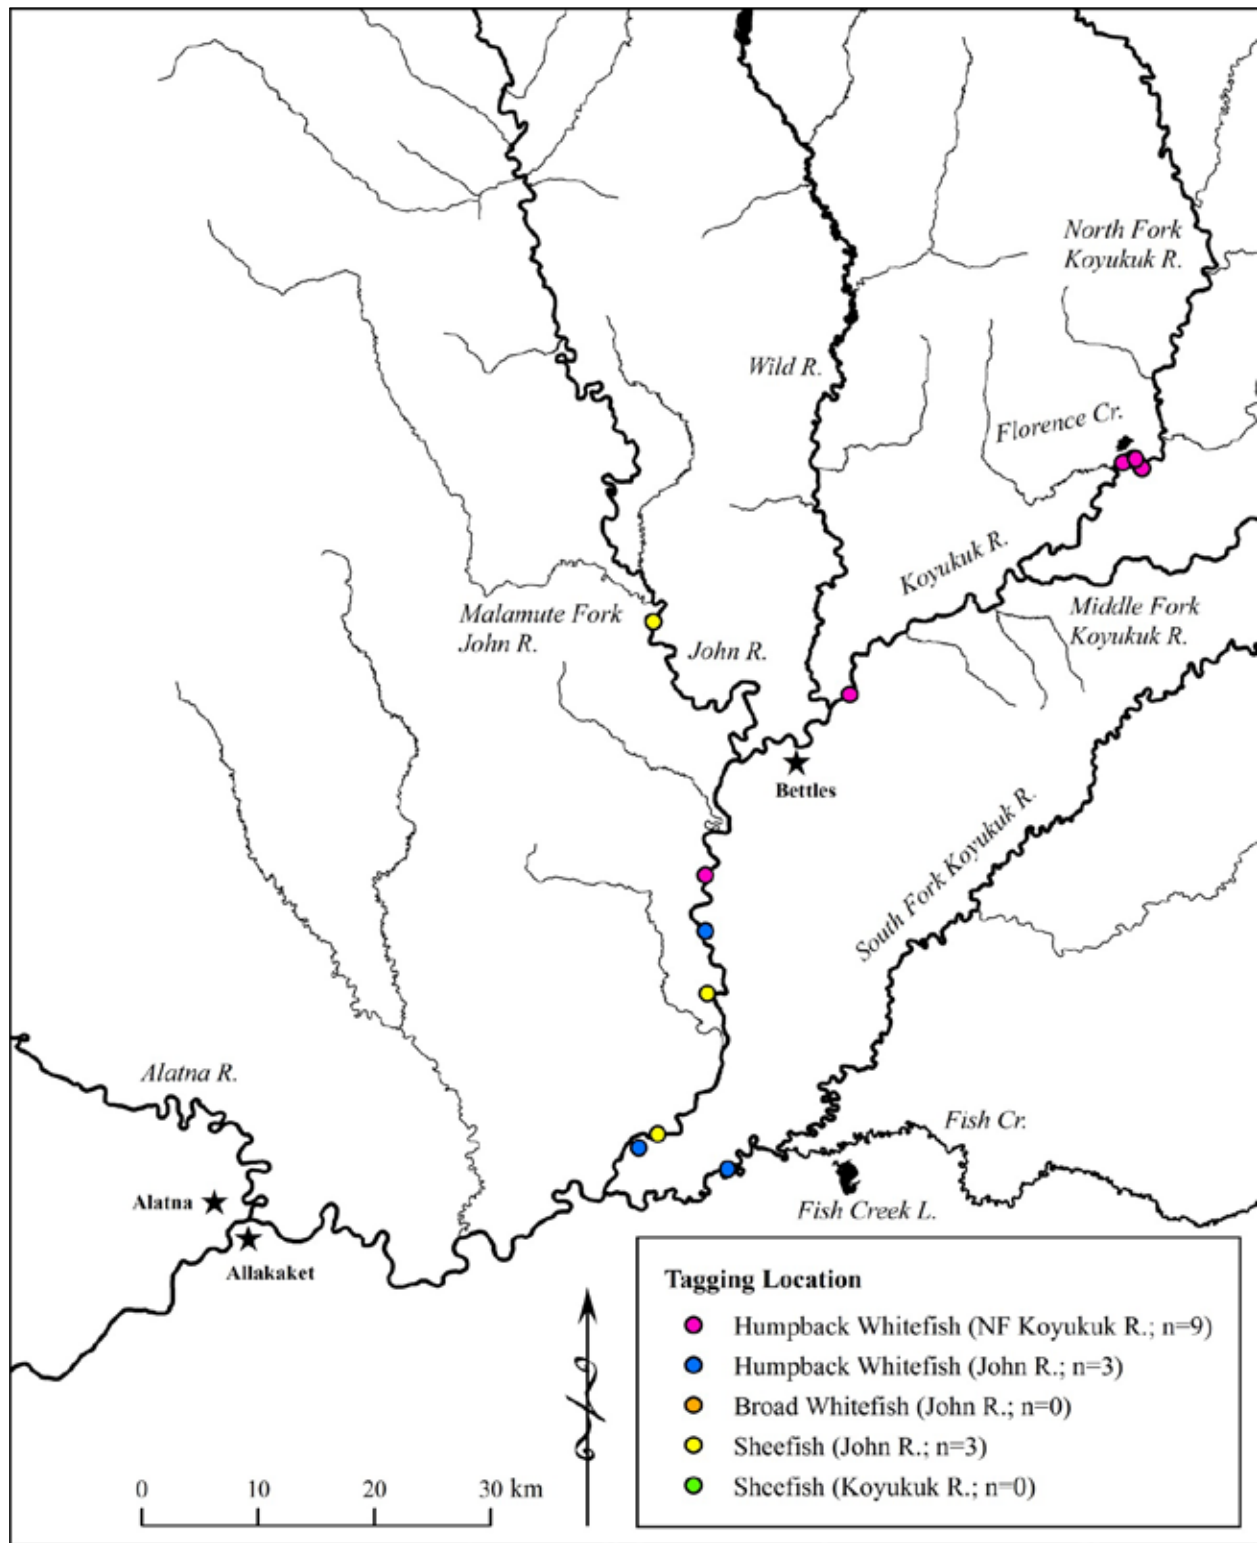 North Fork
Koyukuk R.
Wild R.
Florence Cr.
Koyukuk R.
Malamute Fork
John R.
John R.
Middle Fork
Koyukuk R.
Bettles
South Fork Koyukuk R.
Alatna R.
Fish Cr.
Alatna
Fish Creek L.
Allakaket
Tagging Location
Humpback Whitefish (NF Koyukuk R.; n=9)
Humpback Whitefish (John R.; n=3)
Broad Whitefish (John R.; n=0)
Sheefish (John R.; n=3)
Sheefish (Koyukuk R.; n=0)
0 10 20 30 km